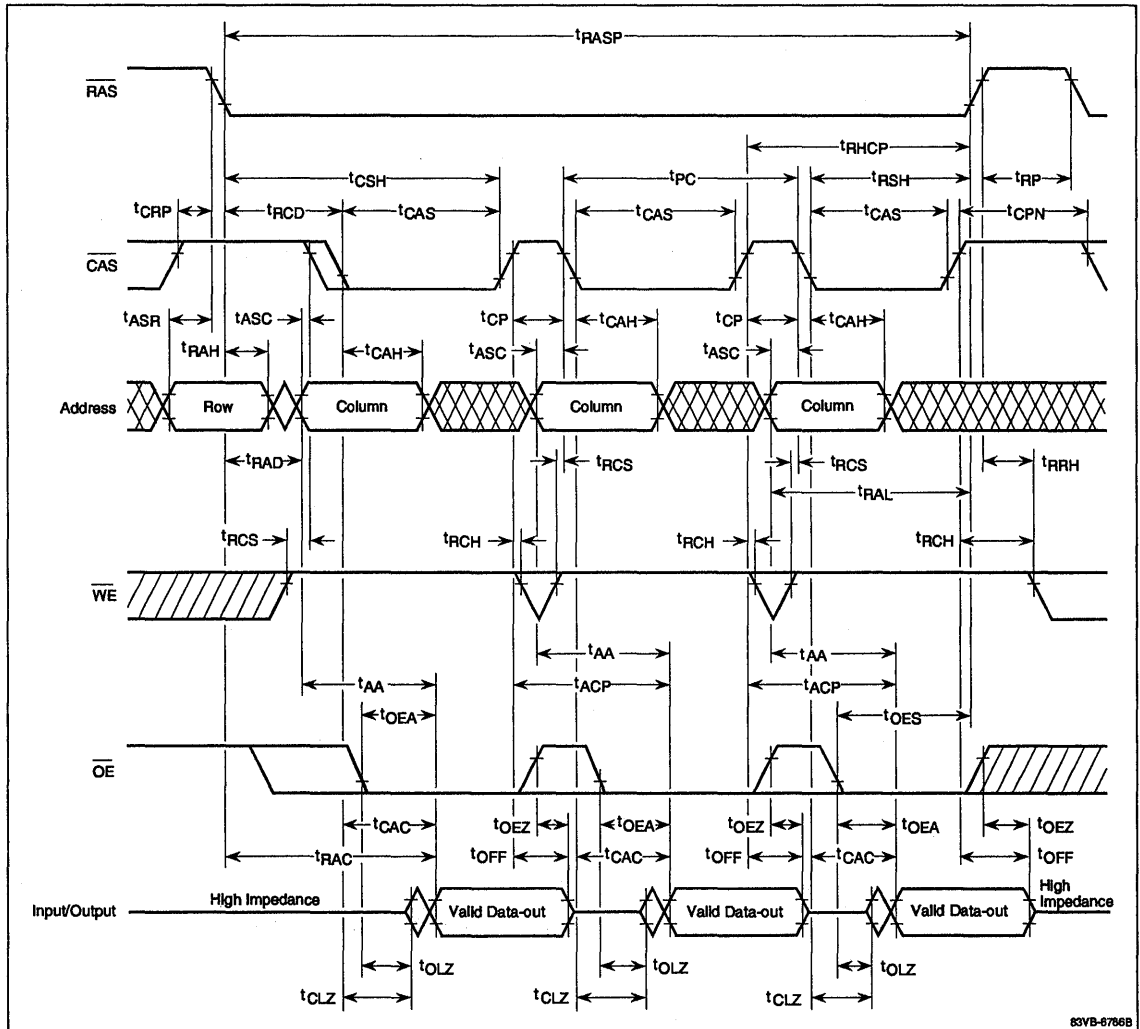 tRASP
RAS
tRHCP
tCSH tPC tRSH tRP
tCRP tRCD tCAS tCAS tCAS tCPN
CAS
tASR tASC tCP tCAH tCP tCAH
tRAH tCAH tASC tASC
Address Row Column Column Column
tRAD tRCS tRCS tRRH
tRAL
tRCS tRCH tRCH tRCH
WE
tAA tAA
tAA tACP tACP
tOEA tOES
OE
tCAC tOEZ tOEA tOEZ tOEA tOEZ
tRAC tOFF tCAC tOFF tCAC tOFF
Input/Output High Impedance Valid Data-out Valid Data-out Valid Data-out High Impedance
tOLZ tOLZ tOLZ
tCLZ tCLZ tCLZ
83VB-6786B